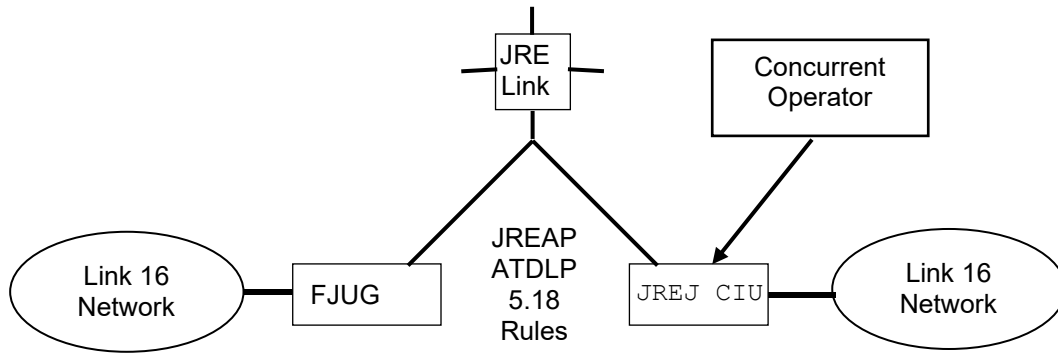 JRE
Link
Concurrent
Operator
JREAP
ATDLP
5.18
Rules
Link 16
Network
FJUG
JREJ CIU
Link 16
Network